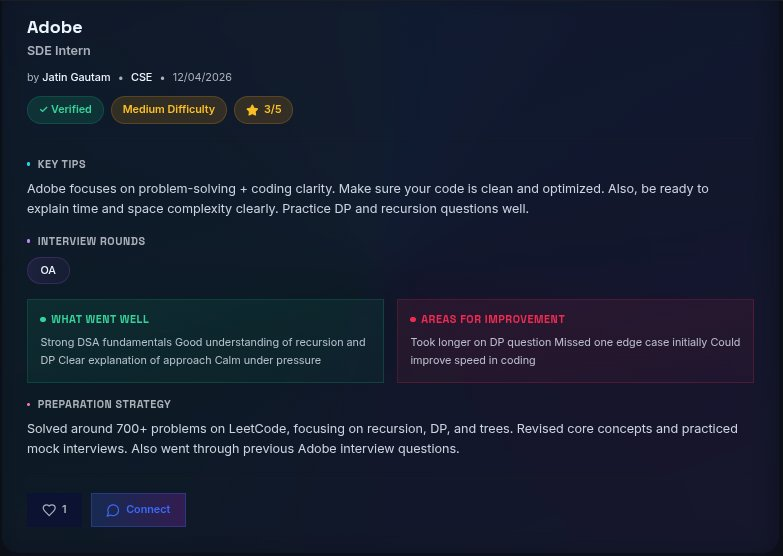 Adobe
SDE Intern
by Jatin Gautam • CSE • 12/04/2026
✓ Verified Medium Difficulty ★ 3/5
• KEY TIPS
Adobe focuses on problem-solving + coding clarity. Make sure your code is clean and optimized. Also, be ready to
explain time and space complexity clearly. Practice DP and recursion questions well.
• INTERVIEW ROUNDS
OA
• WHAT WENT WELL
Strong DSA fundamentals Good understanding of recursion and
DP Clear explanation of approach Calm under pressure
• AREAS FOR IMPROVEMENT
Took longer on DP question Missed one edge case initially Could
improve speed in coding
• PREPARATION STRATEGY
Solved around 700+ problems on LeetCode, focusing on recursion, DP, and trees. Revised core concepts and practiced
mock interviews. Also went through previous Adobe interview questions.
1 Connect